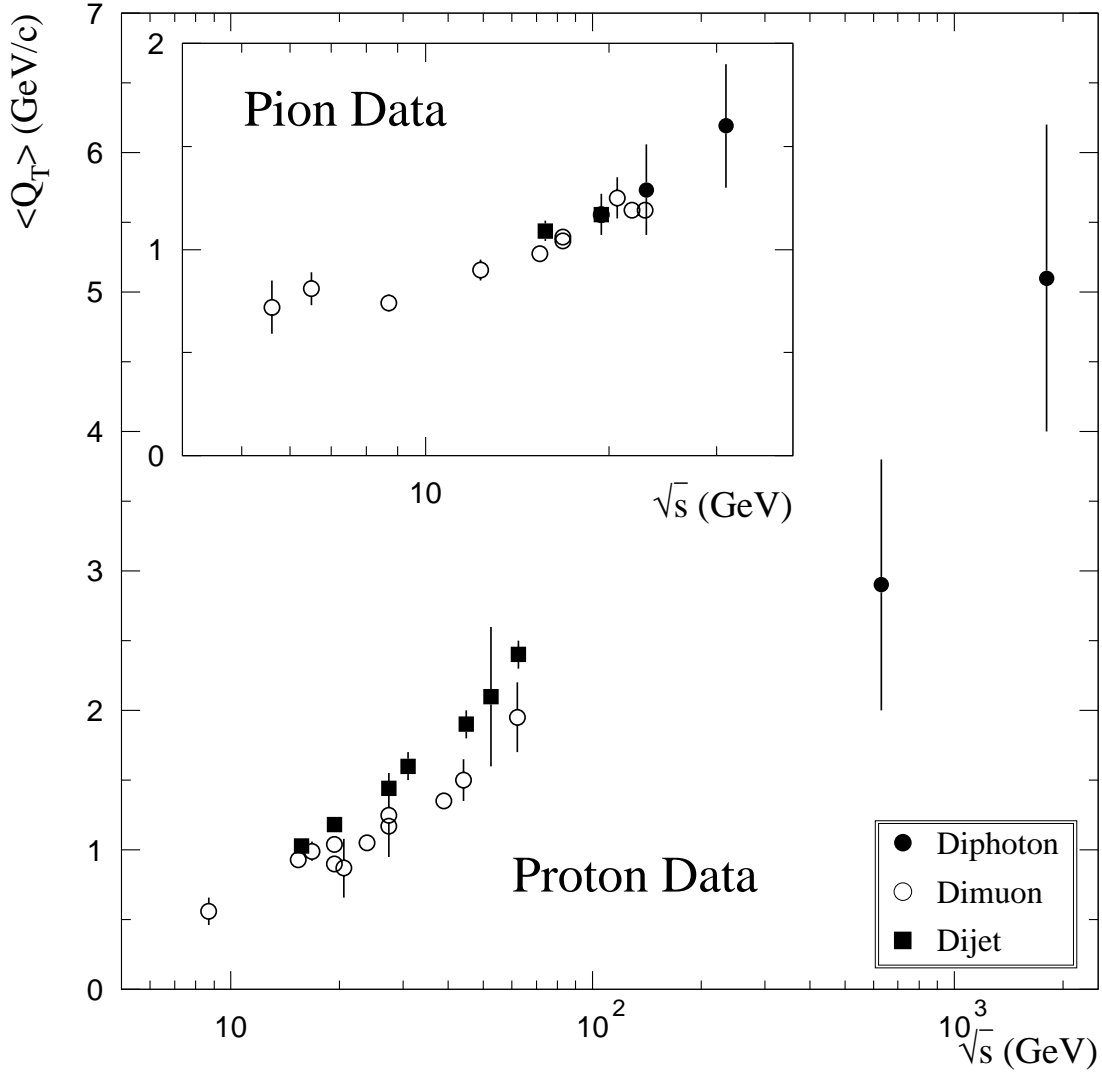 <Q_T> (GeV/c)
7
6
5
4
3
2
1
0
2
1
0
Pion Data
10
√s (GeV)
Proton Data
Diphoton
Dimuon
Dijet
10
10²
10³
√s (GeV)